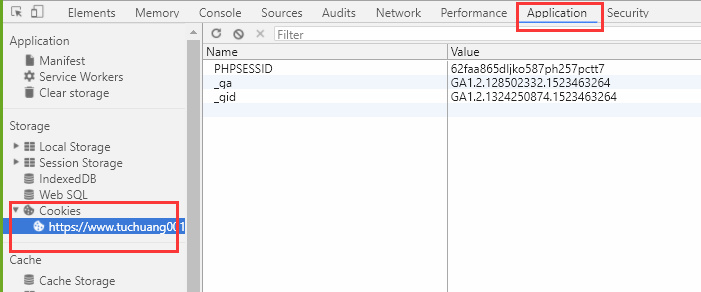 Elements Memory Console Sources Audits Network Performance Application Security
Application
Manifest
Service Workers
Clear storage
Storage
Local Storage
Session Storage
IndexedDB
Web SQL
Cookies
https://www.tuchuang001
Cache
Cache Storage
Filter
Name Value
PHPSESSID 62faa865dljko587ph257pctt7
_ga GA1.2.128502332.1523463264
_gid GA1.2.1324250874.1523463264